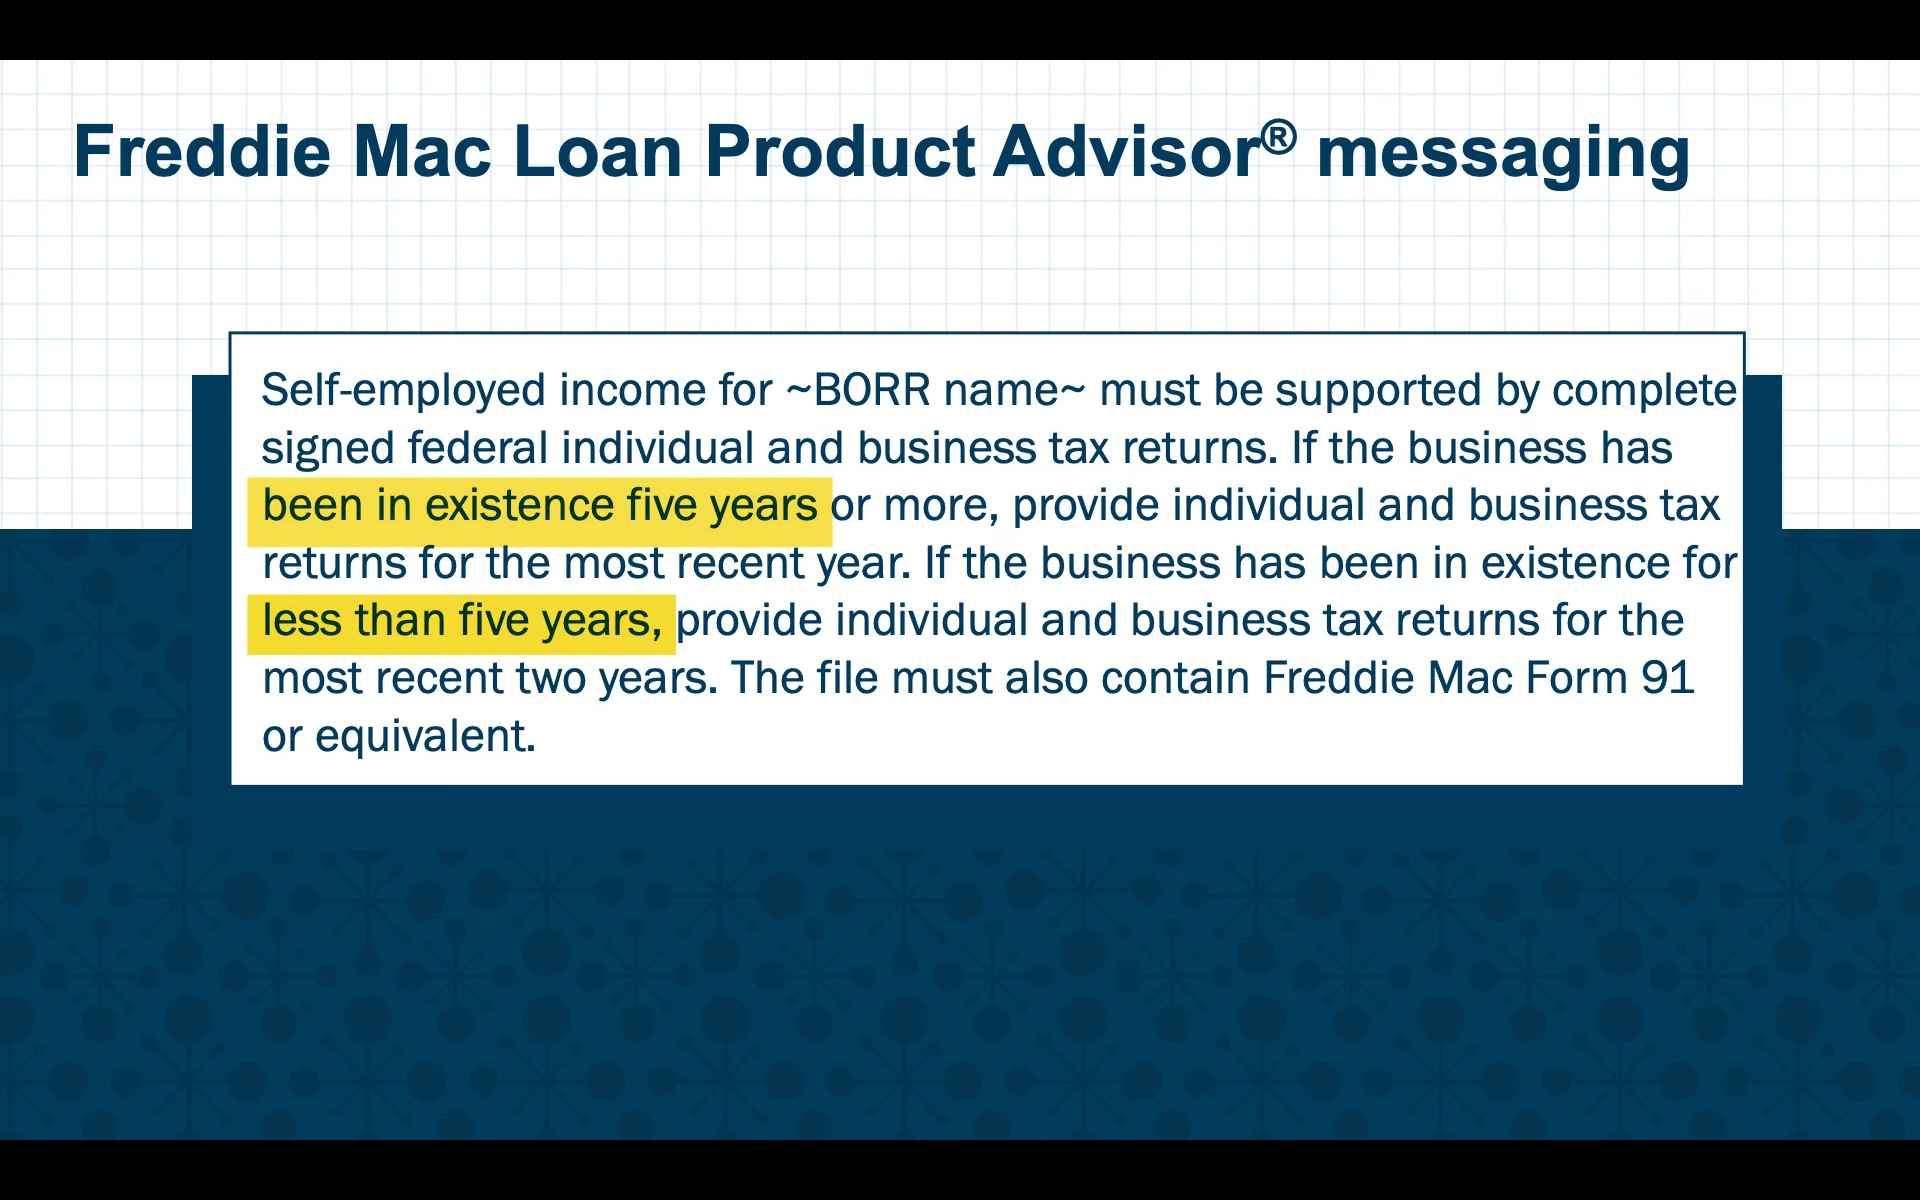 Freddie Mac Loan Product Advisor® messaging
Self-employed income for ~BORR name~ must be supported by complete
signed federal individual and business tax returns. If the business has
been in existence five years or more, provide individual and business tax
returns for the most recent year. If the business has been in existence for
less than five years, provide individual and business tax returns for the
most recent two years. The file must also contain Freddie Mac Form 91
or equivalent.